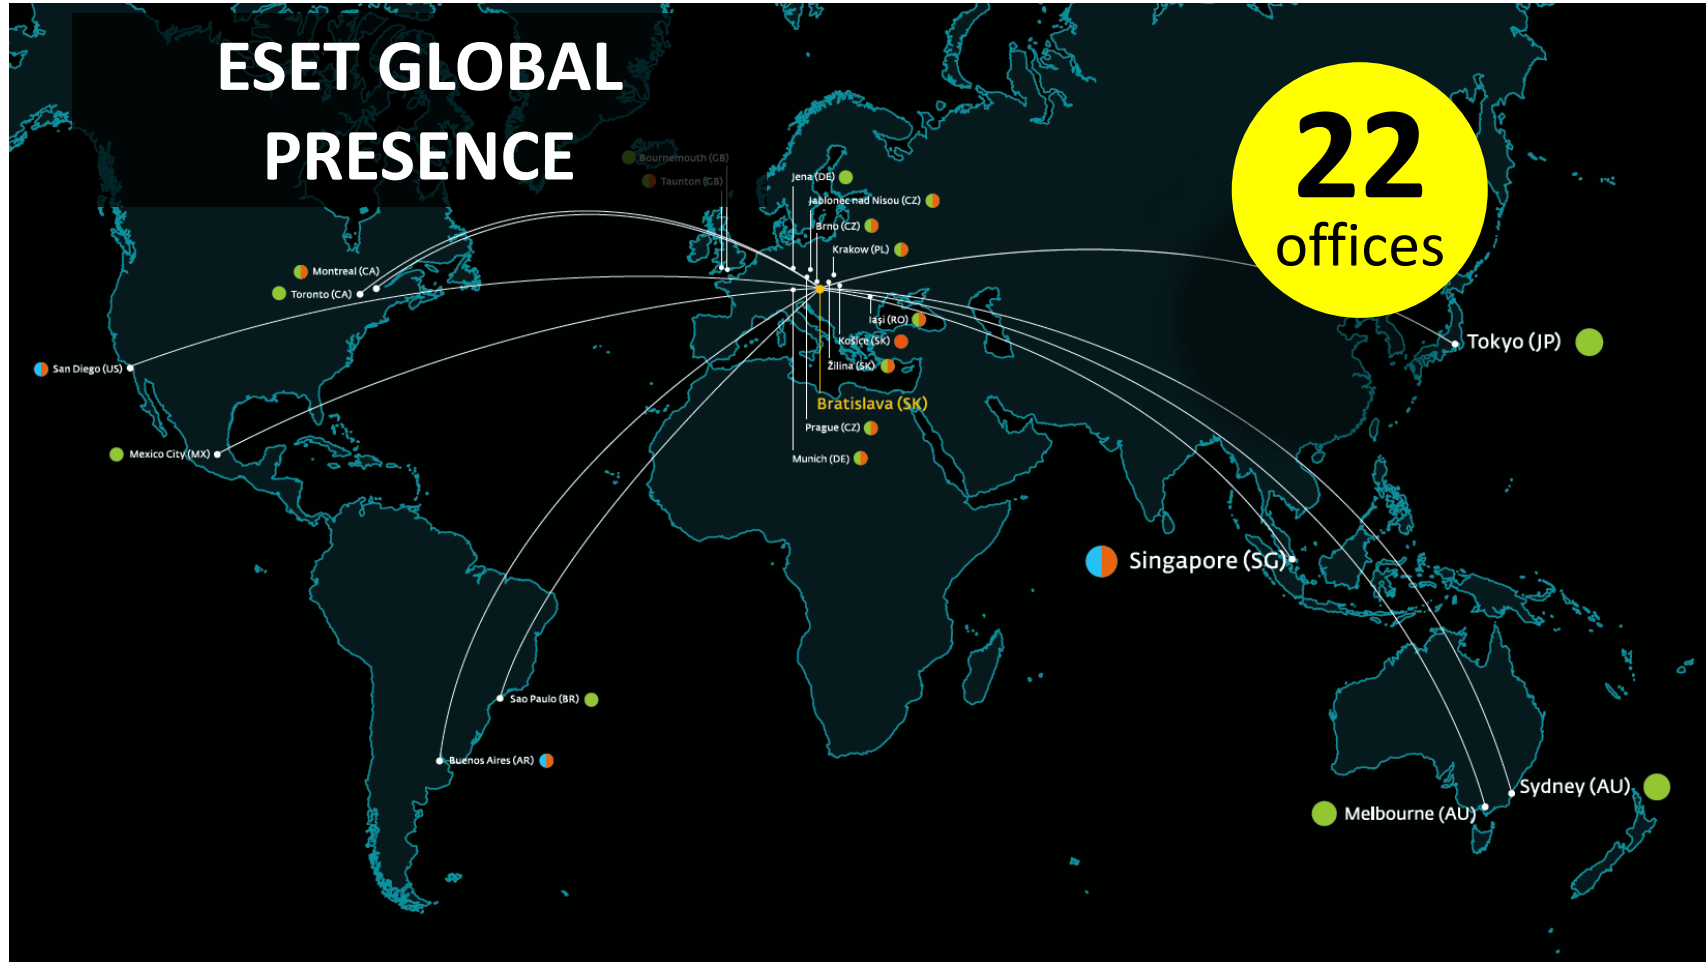 ESET GLOBAL
PRESENCE
22
offices
Bournemouth (GB)
Taunton (GB)
Jena (DE)
Jablonec nad Nisou (CZ)
Brno (CZ)
Krakow (PL)
Montreal (CA)
Toronto (CA)
Iași (RO)
Košice (SK)
Tokyo (JP)
San Diego (US)
Žilina (SK)
Bratislava (SK)
Prague (CZ)
Mexico City (MX)
Munich (DE)
Singapore (SG)
Sao Paulo (BR)
Buenos Aires (AR)
Sydney (AU)
Melbourne (AU)